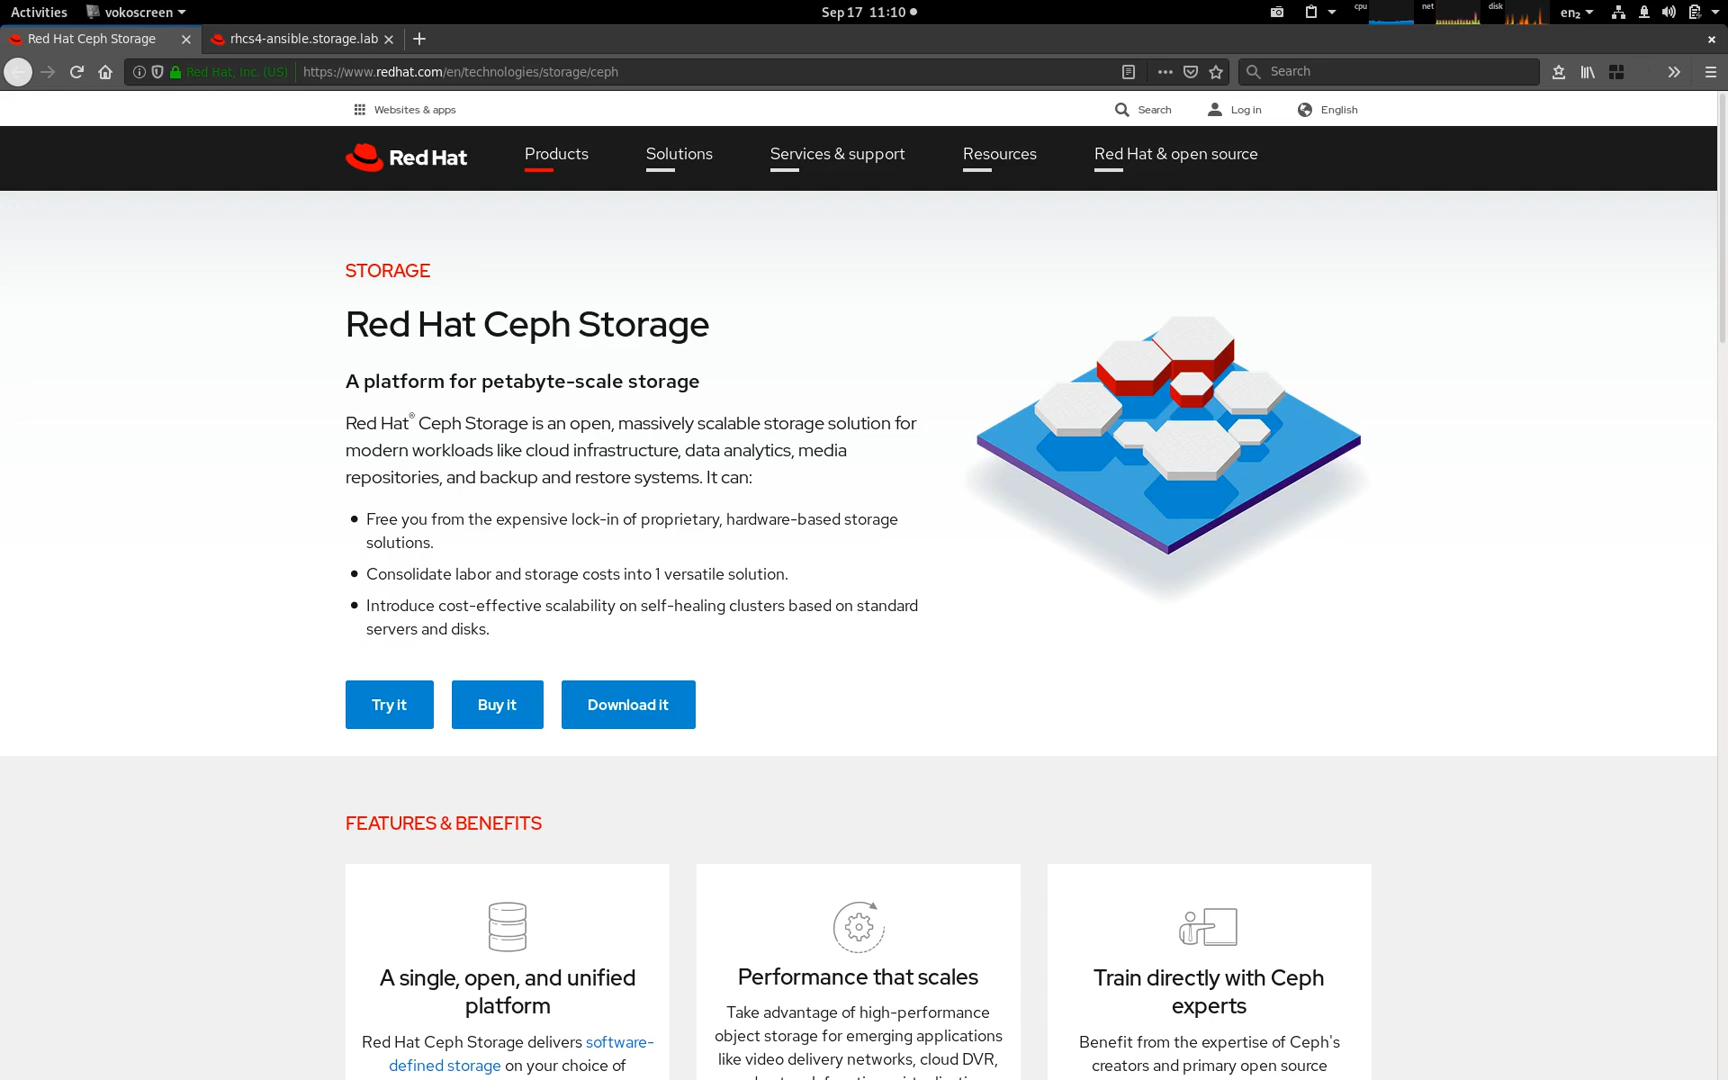 Activities vokoscreen Sep 17 11:10 cpu net disk en₂
Red Hat Ceph Storage rhcs4-ansible.storage.lab
Red Hat, Inc. (US) https://www.redhat.com/en/technologies/storage/ceph Search
Websites & apps Search Log in English
Red Hat Products Solutions Services & support Resources Red Hat & open source
STORAGE
Red Hat Ceph Storage
A platform for petabyte-scale storage
Red Hat® Ceph Storage is an open, massively scalable storage solution for
modern workloads like cloud infrastructure, data analytics, media
repositories, and backup and restore systems. It can:
Free you from the expensive lock-in of proprietary, hardware-based storage
solutions.
Consolidate labor and storage costs into 1 versatile solution.
Introduce cost-effective scalability on self-healing clusters based on standard
servers and disks.
Try it Buy it Download it
FEATURES & BENEFITS
A single, open, and unified
platform
Red Hat Ceph Storage delivers software-
defined storage on your choice of
Performance that scales
Take advantage of high-performance
object storage for emerging applications
like video delivery networks, cloud DVR,
Train directly with Ceph
experts
Benefit from the expertise of Ceph's
creators and primary open source